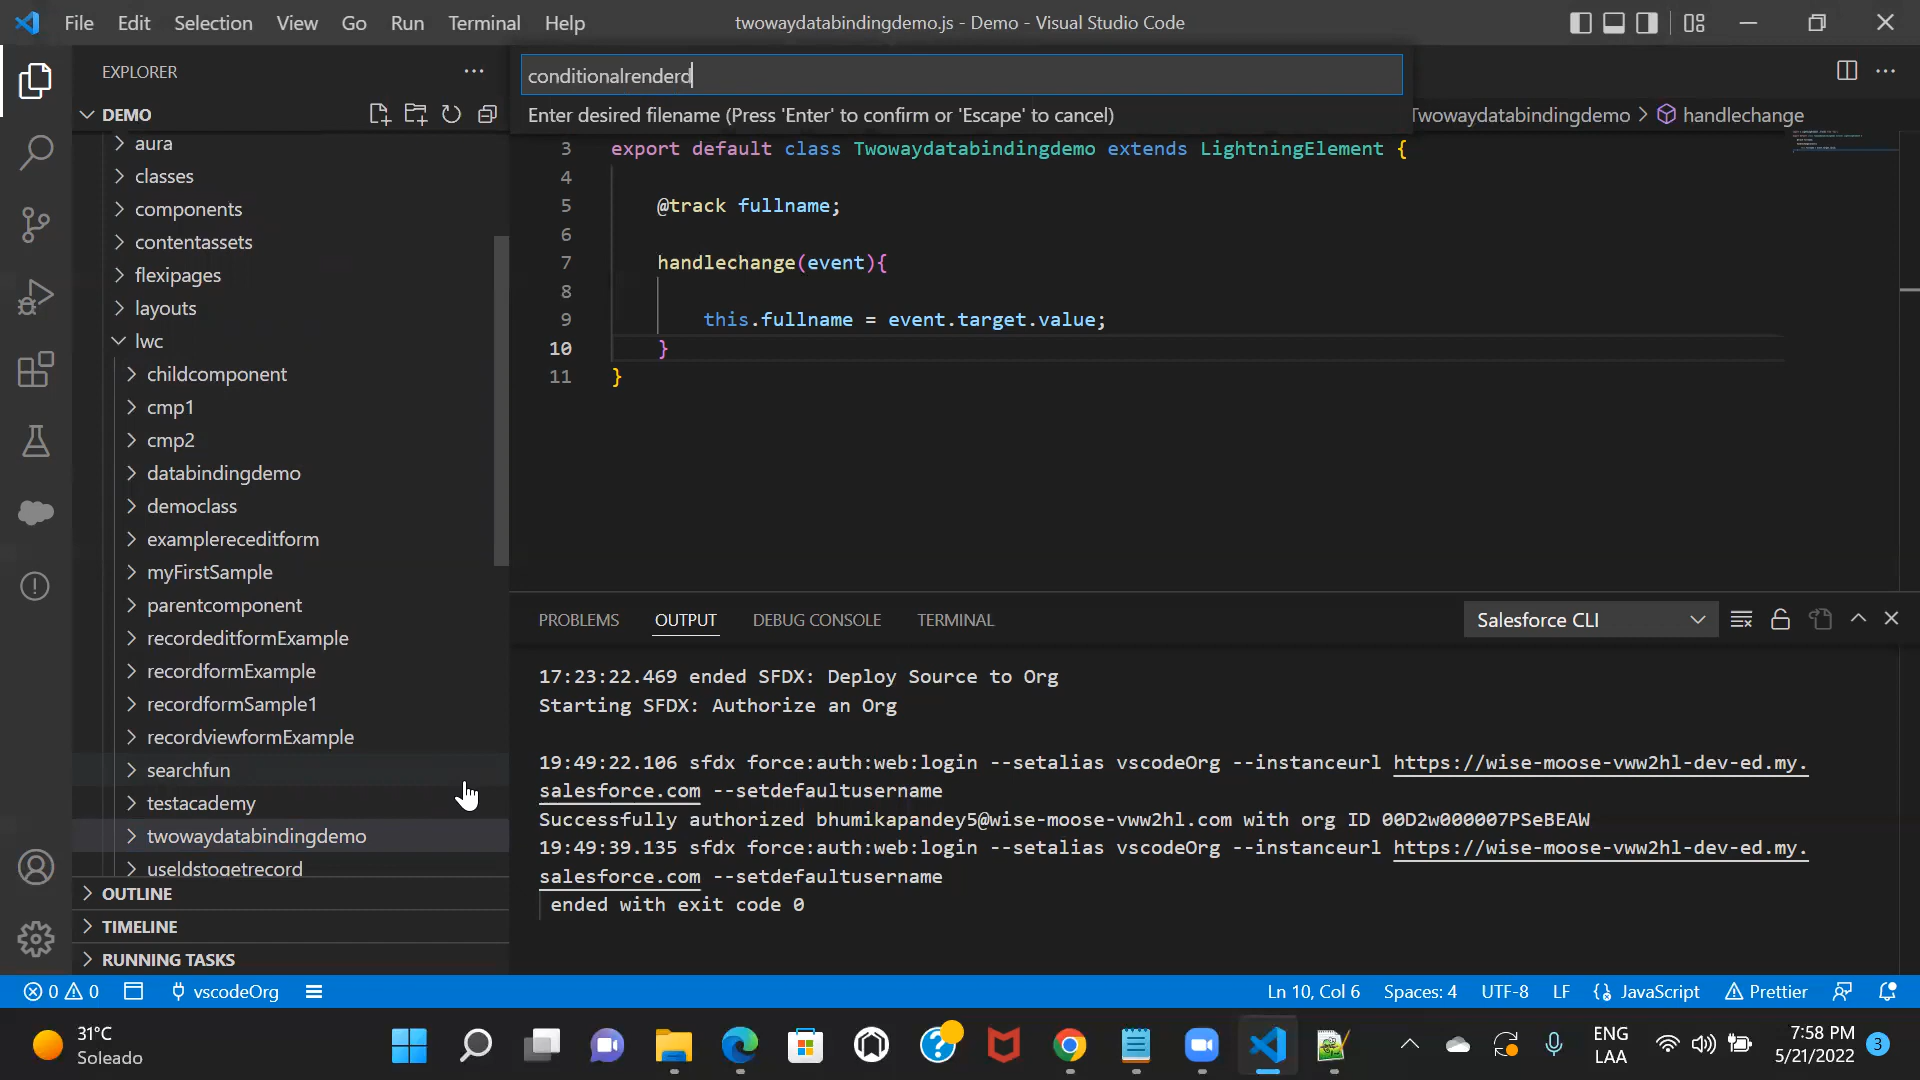 File Edit Selection View Go Run Terminal Help
twowaydatabindingdemo.js - Demo - Visual Studio Code
EXPLORER
conditionalrenderd
Enter desired filename (Press 'Enter' to confirm or 'Escape' to cancel)
Twowaydatabindingdemo
handlechange
DEMO
aura
classes
components
contentassets
flexipages
layouts
lwc
childcomponent
cmp1
cmp2
databindingdemo
democlass
examplereceditform
myFirstSample
parentcomponent
recordeditformExample
recordformExample
recordformSample1
recordviewformExample
searchfun
testacademy
twowaydatabindingdemo
useldstogetrecord
OUTLINE
TIMELINE
RUNNING TASKS
3 export default class Twowaydatabindingdemo extends LightningElement {
4
5 @track fullname;
6
7 handlechange(event){
8
9 this.fullname = event.target.value;
10 }
11 }
PROBLEMS OUTPUT DEBUG CONSOLE TERMINAL
Salesforce CLI
17:23:22.469 ended SFDX: Deploy Source to Org
Starting SFDX: Authorize an Org
19:49:22.106 sfdx force:auth:web:login --setalias vscodeOrg --instanceurl https://wise-moose-vww2hl-dev-ed.my.
salesforce.com --setdefaultusername
Successfully authorized bhumikapandey5@wise-moose-vww2hl.com with org ID 00D2w000007PSeBEAW
19:49:39.135 sfdx force:auth:web:login --setalias vscodeOrg --instanceurl https://wise-moose-vww2hl-dev-ed.my.
salesforce.com --setdefaultusername
ended with exit code 0
0 0 vscodeOrg
Ln 10, Col 6 Spaces: 4 UTF-8 LF JavaScript Prettier
31°C
Soleado
ENG
LAA
7:58 PM
5/21/2022
3